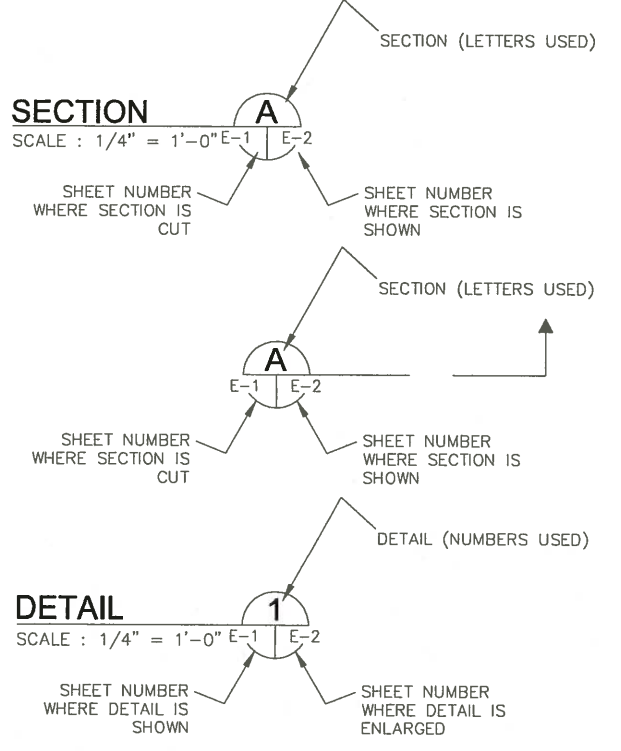 SECTION (LETTERS USED)
SECTION
A
SCALE : 1/4" = 1'-0"
E-1
E-2
SHEET NUMBER
WHERE SECTION IS
CUT
SHEET NUMBER
WHERE SECTION IS
SHOWN
SECTION (LETTERS USED)
A
E-1
E-2
SHEET NUMBER
WHERE SECTION IS
CUT
SHEET NUMBER
WHERE SECTION IS
SHOWN
DETAIL (NUMBERS USED)
DETAIL
1
SCALE : 1/4" = 1'-0"
E-1
E-2
SHEET NUMBER
WHERE DETAIL IS
SHOWN
SHEET NUMBER
WHERE DETAIL IS
ENLARGED